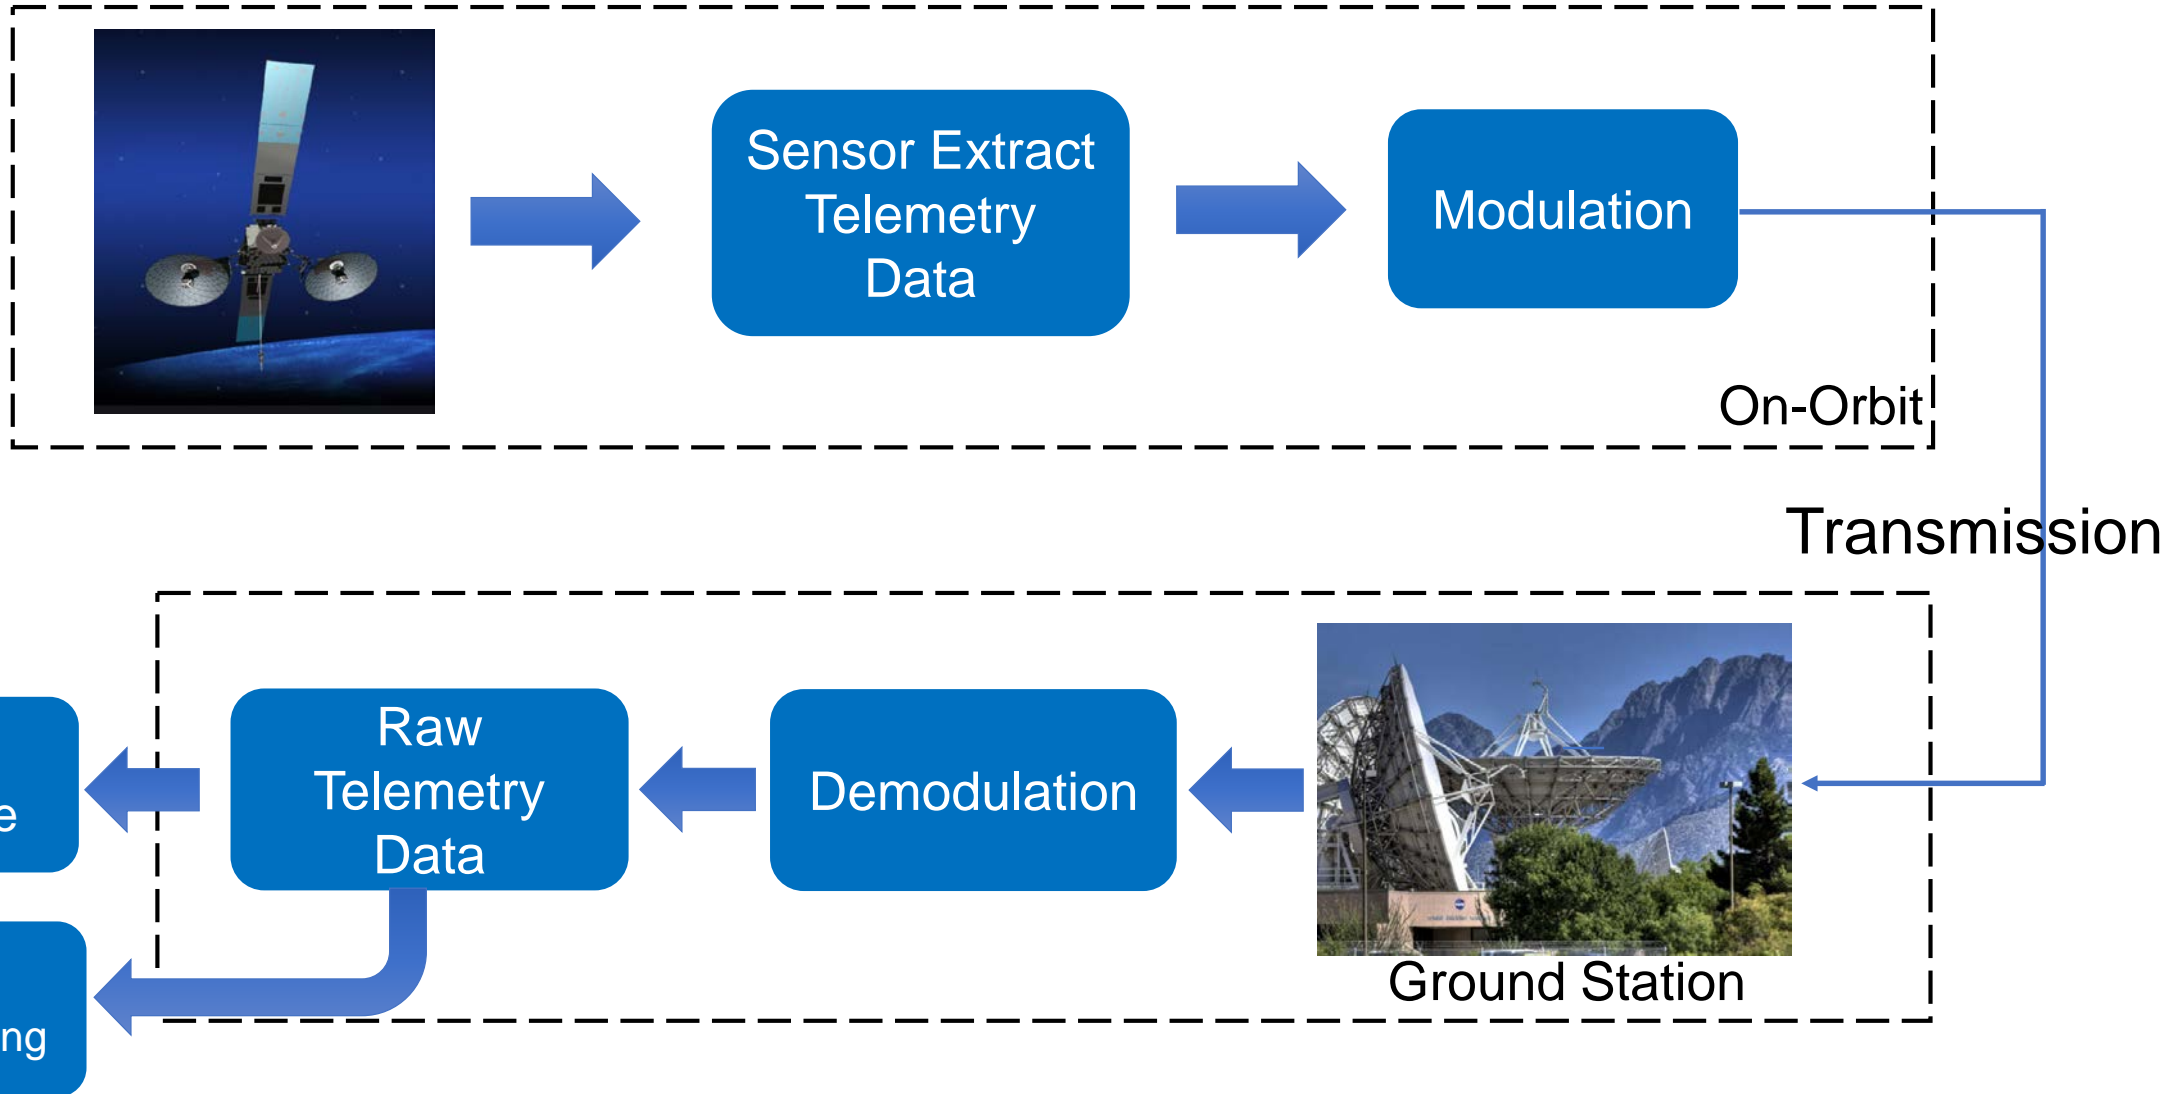 Sensor Extract
Telemetry
Data
Modulation
On-Orbit
Transmission
Raw
Telemetry
Data
Demodulation
Ground Station
e
ng